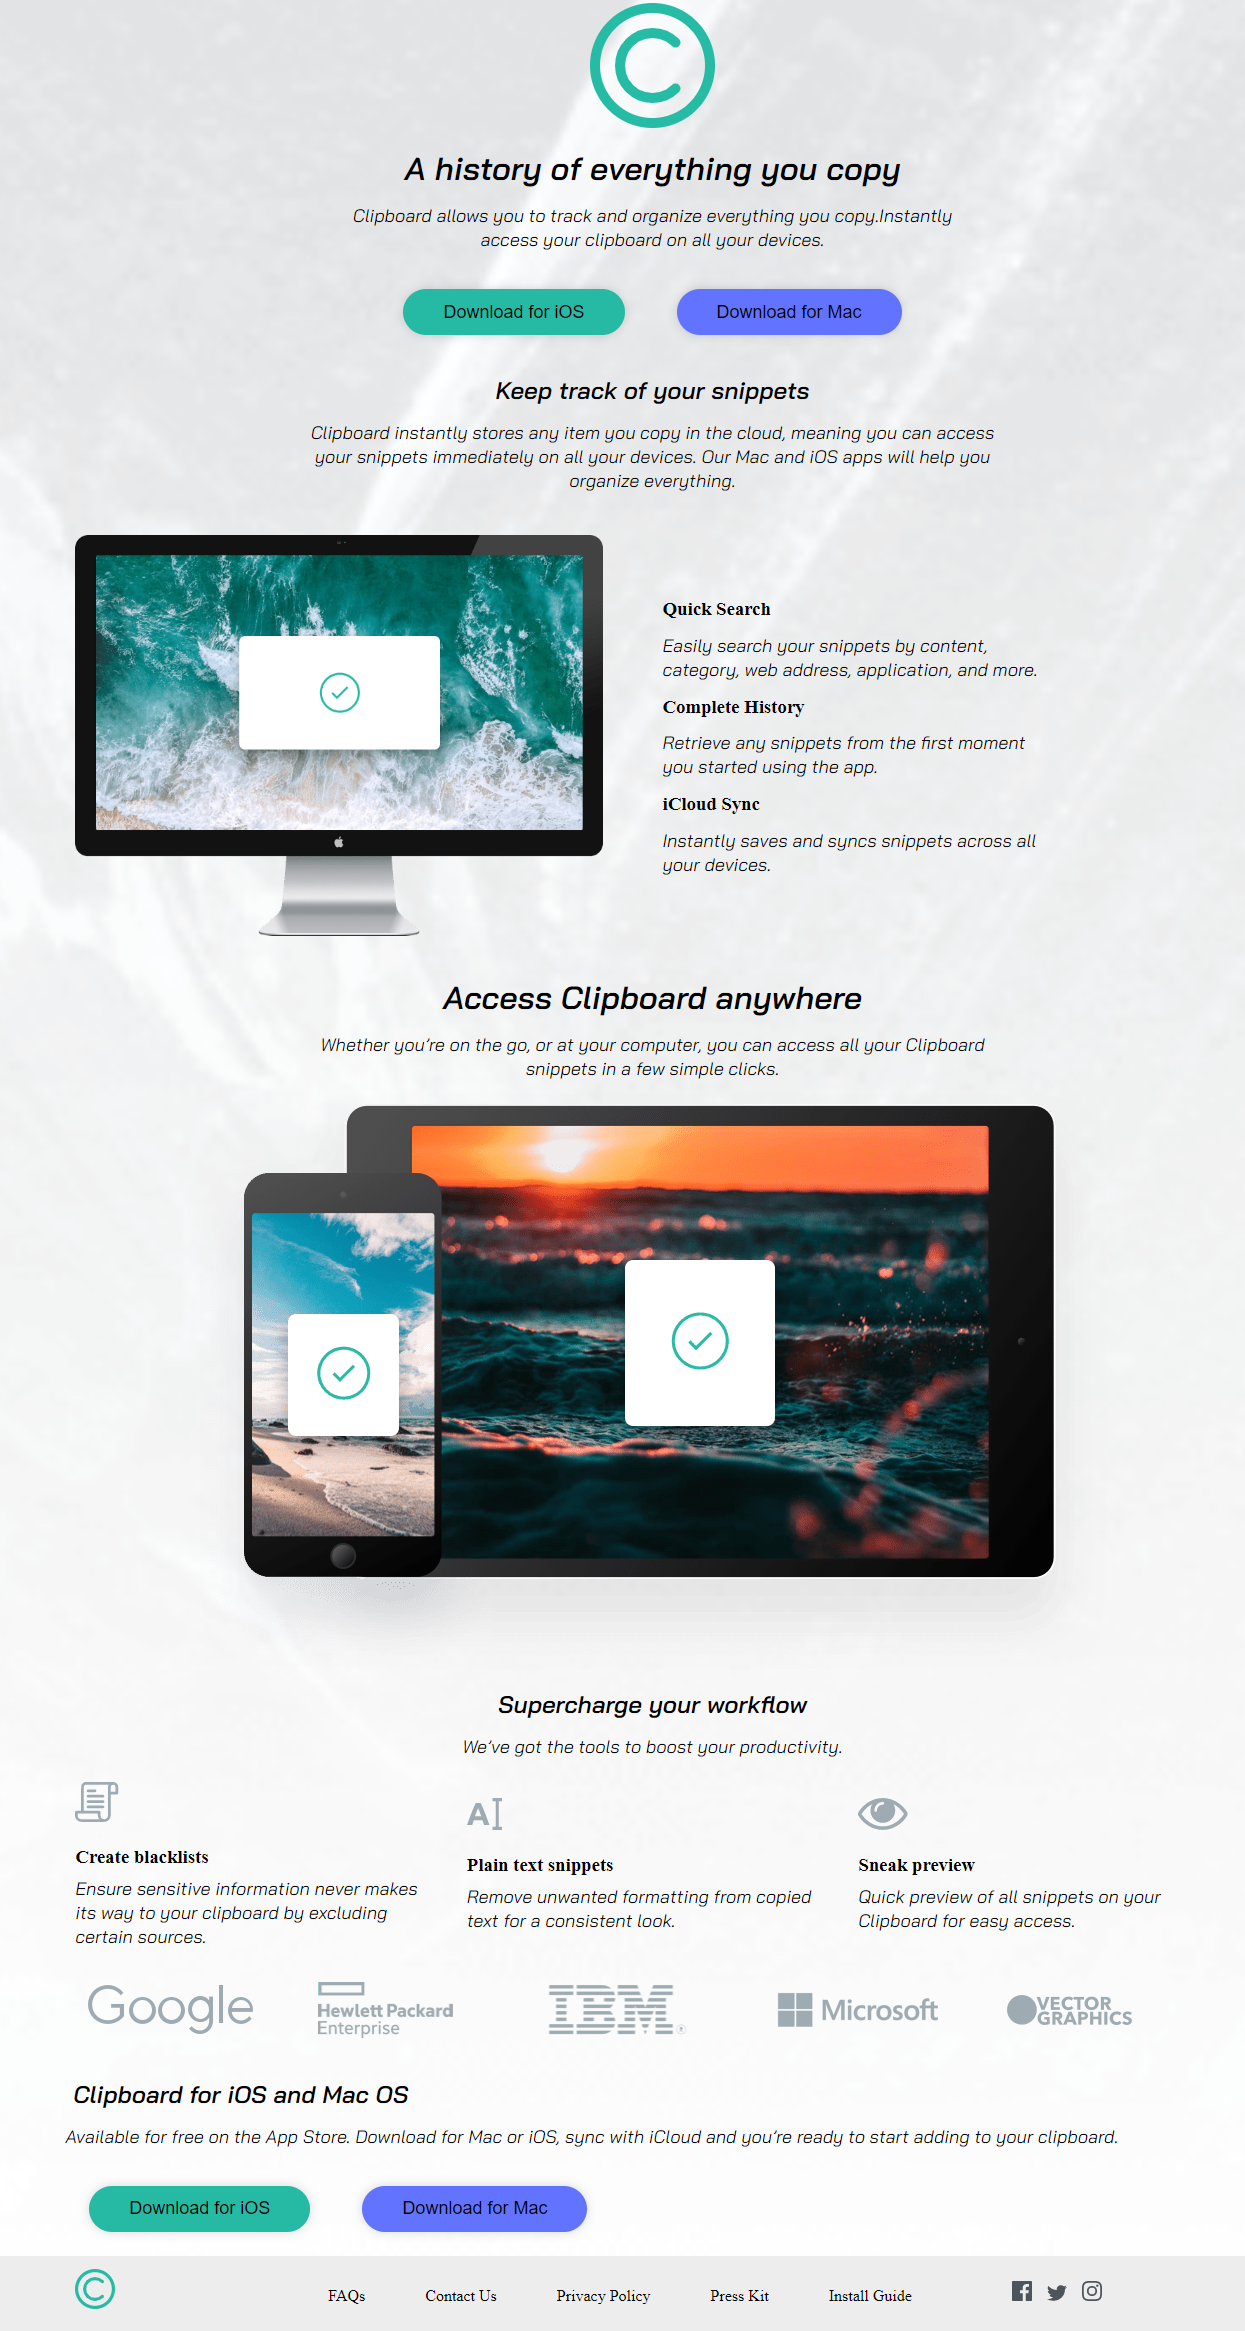 A history of everything you copy
Clipboard allows you to track and organize everything you copy.Instantly
access your clipboard on all your devices.
Download for iOS
Download for Mac
Keep track of your snippets
Clipboard instantly stores any item you copy in the cloud, meaning you can access
your snippets immediately on all your devices. Our Mac and iOS apps will help you
organize everything.
Quick Search
Easily search your snippets by content,
category, web address, application, and more.
Complete History
Retrieve any snippets from the first moment
you started using the app.
iCloud Sync
Instantly saves and syncs snippets across all
your devices.
Access Clipboard anywhere
Whether you’re on the go, or at your computer, you can access all your Clipboard
snippets in a few simple clicks.
Supercharge your workflow
We’ve got the tools to boost your productivity.
Create blacklists
Ensure sensitive information never makes
its way to your clipboard by excluding
certain sources.
A
Plain text snippets
Remove unwanted formatting from copied
text for a consistent look.
Sneak preview
Quick preview of all snippets on your
Clipboard for easy access.
Google
Hewlett Packard
Enterprise
IBM
Microsoft
VECTOR
GRAPHICS
Clipboard for iOS and Mac OS
Available for free on the App Store. Download for Mac or iOS, sync with iCloud and you’re ready to start adding to your clipboard.
Download for iOS
Download for Mac
FAQs
Contact Us
Privacy Policy
Press Kit
Install Guide